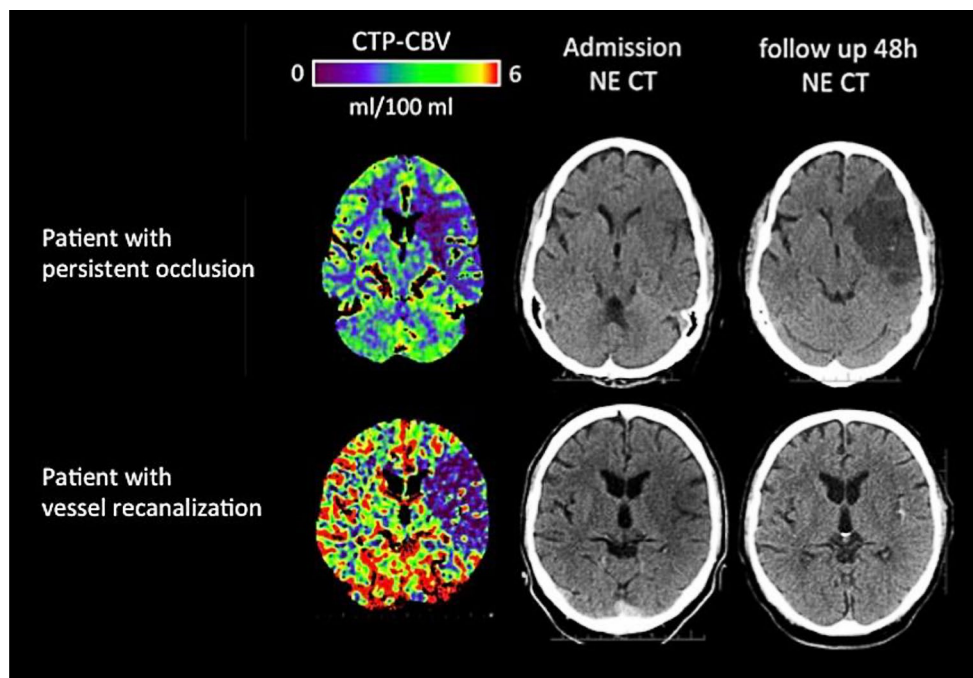 CTP-CBV
0 6
ml/100 ml
Admission
NE CT
follow up 48h
NE CT
Patient with
persistent occlusion
Patient with
vessel recanalization